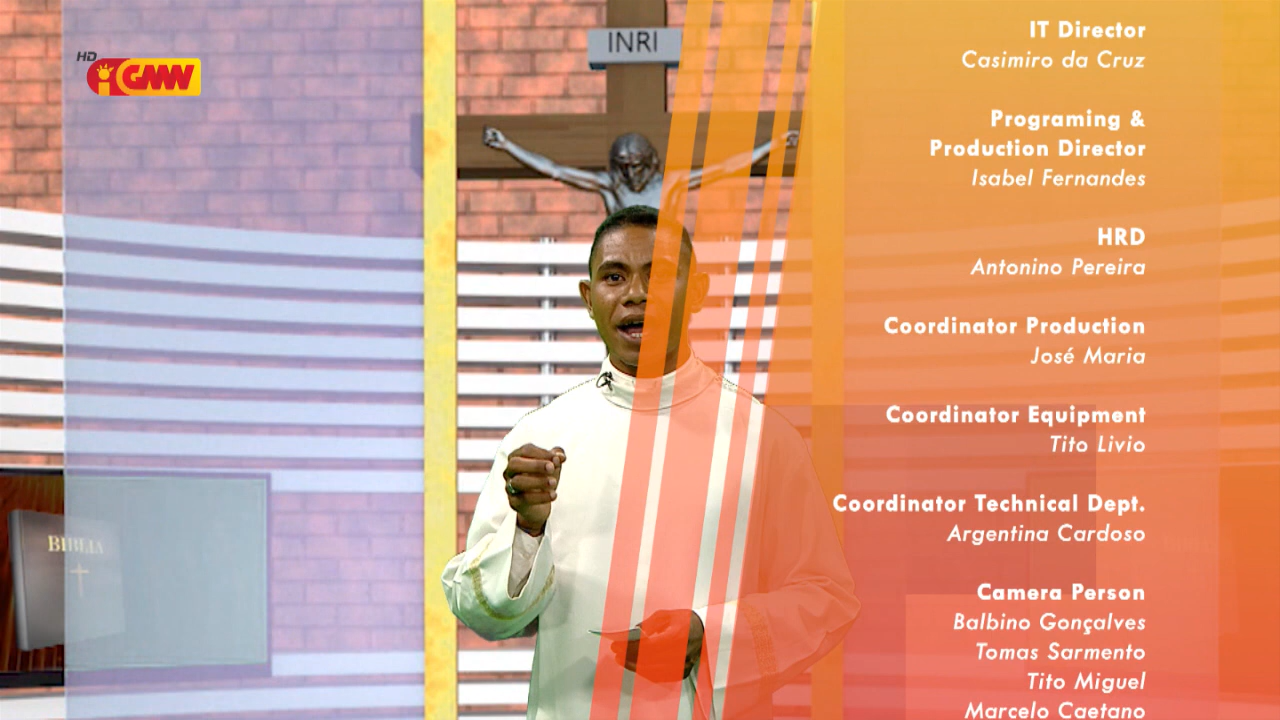 HD
GMN
INRI
BIBLIA
IT Director
Casimiro da Cruz
Programing &
Production Director
Isabel Fernandes
HRD
Antonino Pereira
Coordinator Production
José Maria
Coordinator Equipment
Tito Livio
Coordinator Technical Dept.
Argentina Cardoso
Camera Person
Balbino Gonçalves
Tomas Sarmento
Tito Miguel
Marcelo Caetano